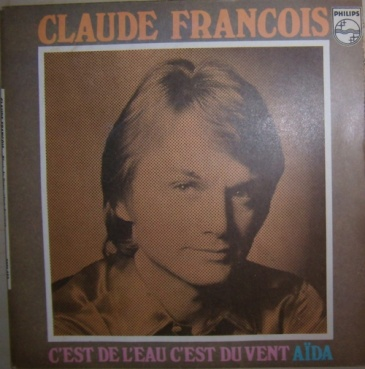 CLAUDE FRANCOIS
PHILIPS
C'EST DE L'EAU C'EST DU VENT AÏDA